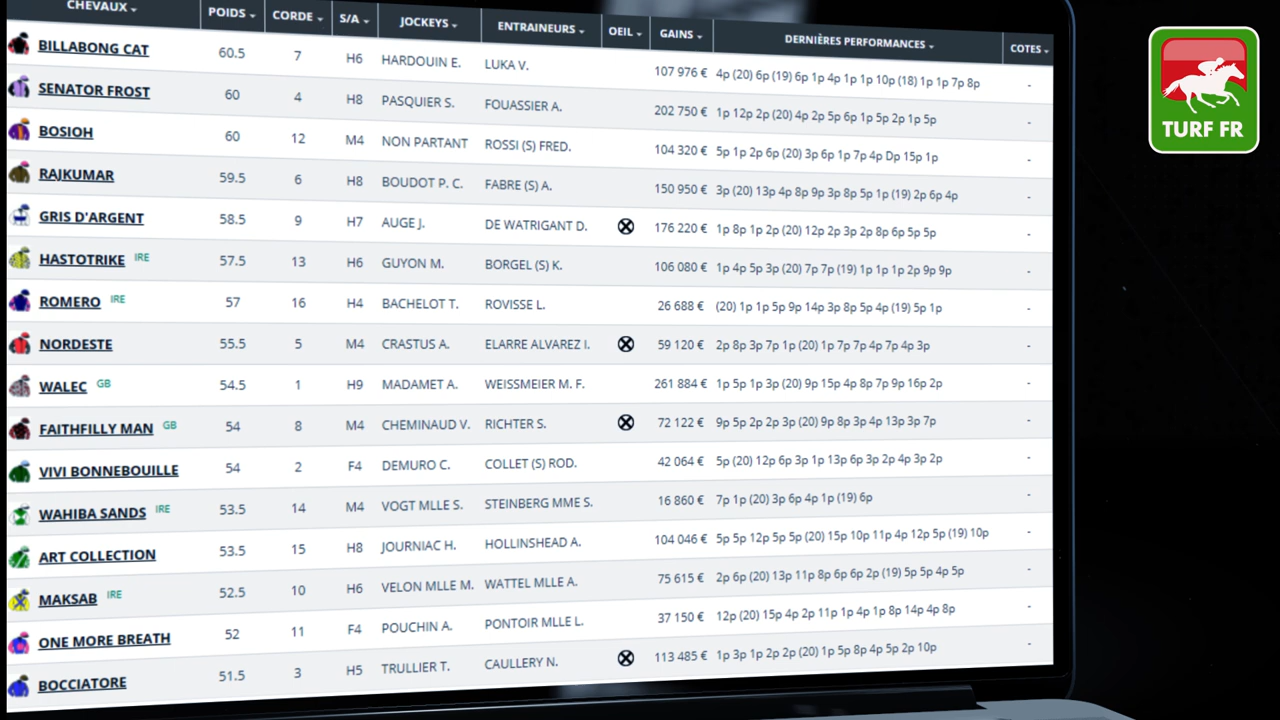 CHEVAUX POIDS CORDE S/A JOCKEYS ENTRAINEURS OEIL GAINS DERNIÈRES PERFORMANCES COTES
BILLABONG CAT 60.5 7 H6 HARDOUIN E. LUKA V. 107 976 € 4p (20) 6p (19) 6p 1p 4p 1p 1p 10p (18) 1p 1p 7p 8p -
SENATOR FROST 60 4 H8 PASQUIER S. FOUASSIER A. 202 750 € 1p 12p 2p (20) 4p 2p 5p 6p 1p 5p 2p 1p 5p -
BOSIOH 60 12 M4 NON PARTANT ROSSI (S) FRED. 104 320 € 5p 1p 2p 6p (20) 3p 6p 1p 7p 4p Dp 15p 1p -
RAJKUMAR 59.5 6 H8 BOUDOT P. C. FABRE (S) A. 150 950 € 3p (20) 13p 4p 8p 9p 3p 8p 5p 1p (19) 2p 6p 4p -
GRIS D'ARGENT 58.5 9 H7 AUGE J. DE WATRIGANT D. 176 220 € 1p 8p 1p 2p (20) 12p 2p 3p 2p 8p 6p 5p 5p -
HASTOTRIKE IRE 57.5 13 H6 GUYON M. BORGEL (S) K. 106 080 € 1p 4p 5p 3p (20) 7p 7p (19) 1p 1p 1p 2p 9p 9p -
ROMERO IRE 57 16 H4 BACHELOT T. ROVISSE L. 26 688 € (20) 1p 1p 5p 9p 14p 3p 8p 5p 4p (19) 5p 1p -
NORDESTE 55.5 5 M4 CRASTUS A. ELARRE ALVAREZ I. 59 120 € 2p 8p 3p 7p 1p (20) 1p 7p 7p 4p 7p 4p 3p -
WALEC GB 54.5 1 H9 MADAMET A. WEISSMEIER M. F. 261 884 € 1p 5p 1p 3p (20) 9p 15p 4p 8p 7p 9p 16p 2p -
FAITHFILLY MAN GB 54 8 M4 CHEMINAUD V. RICHTER S. 72 122 € 9p 5p 2p 2p 3p (20) 9p 8p 3p 4p 13p 3p 7p -
VIVI BONNEBOUILLE 54 2 F4 DEMURO C. COLLET (S) ROD. 42 064 € 5p (20) 12p 6p 3p 1p 13p 6p 3p 2p 4p 3p 2p -
WAHIBA SANDS IRE 53.5 14 M4 VOGT MLLE S. STEINBERG MME S. 16 860 € 7p 1p (20) 3p 6p 4p 1p (19) 6p -
ART COLLECTION 53.5 15 H8 JOURNIAC H. HOLLINSHEAD A. 104 046 € 5p 5p 12p 5p 5p (20) 15p 10p 11p 4p 12p 5p (19) 10p -
MAKSAB IRE 52.5 10 H6 VELON MLLE M. WATTEL MLLE A. 75 615 € 2p 6p (20) 13p 11p 8p 6p 6p 2p (19) 5p 5p 4p 5p -
ONE MORE BREATH 52 11 F4 POUCHIN A. PONTOIR MLLE L. 37 150 € 12p (20) 15p 4p 2p 11p 1p 4p 1p 8p 14p 4p 8p -
BOCCIATORE 51.5 3 H5 TRULLIER T. CAULLERY N. 113 485 € 1p 3p 1p 2p 2p (20) 1p 5p 8p 4p 5p 2p 10p -
TURF FR